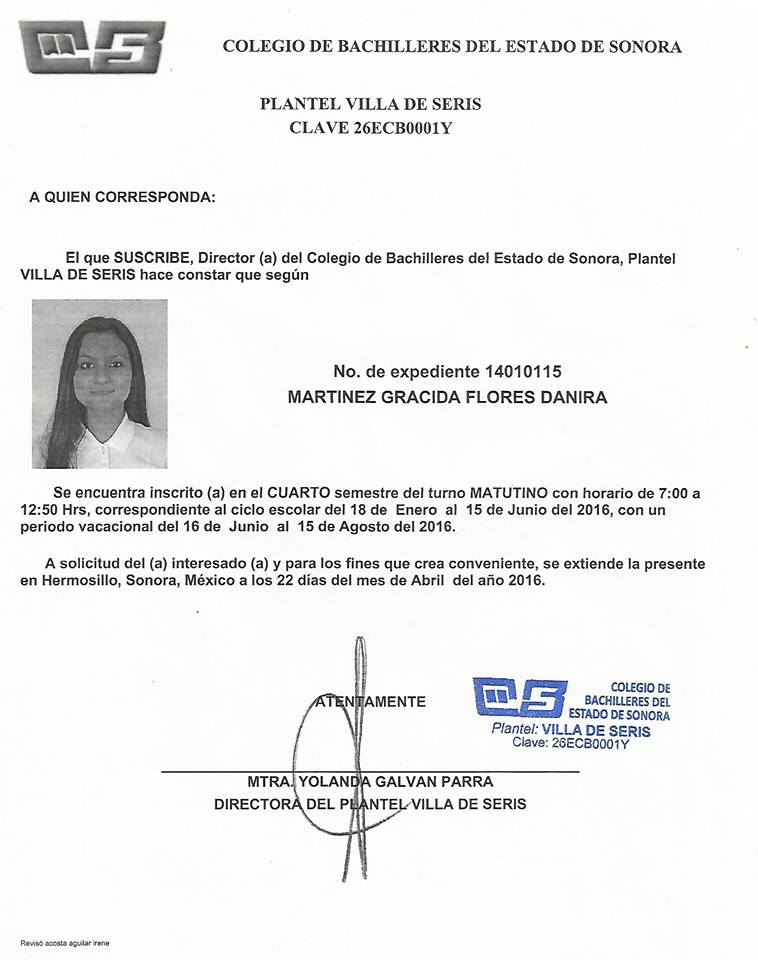 COLEGIO DE BACHILLERES DEL ESTADO DE SONORA
PLANTEL VILLA DE SERIS
CLAVE 26ECB0001Y
A QUIEN CORRESPONDA:
El que SUSCRIBE, Director (a) del Colegio de Bachilleres del Estado de Sonora, Plantel
VILLA DE SERIS hace constar que según
No. de expediente 14010115
MARTINEZ GRACIDA FLORES DANIRA
Se encuentra inscrito (a) en el CUARTO semestre del turno MATUTINO con horario de 7:00 a
12:50 Hrs, correspondiente al ciclo escolar del 18 de Enero al 15 de Junio del 2016, con un
periodo vacacional del 16 de Junio al 15 de Agosto del 2016.
A solicitud del (a) interesado (a) y para los fines que crea conveniente, se extiende la presente
en Hermosillo, Sonora, México a los 22 días del mes de Abril del año 2016.
ATENTAMENTE
COLEGIO DE
BACHILLERES DEL
ESTADO DE SONORA
Plantel: VILLA DE SERIS
Clave: 26ECB0001Y
MTRA. YOLANDA GALVAN PARRA
DIRECTORA DEL PLANTEL VILLA DE SERIS
Revisó acosta aguilar irene